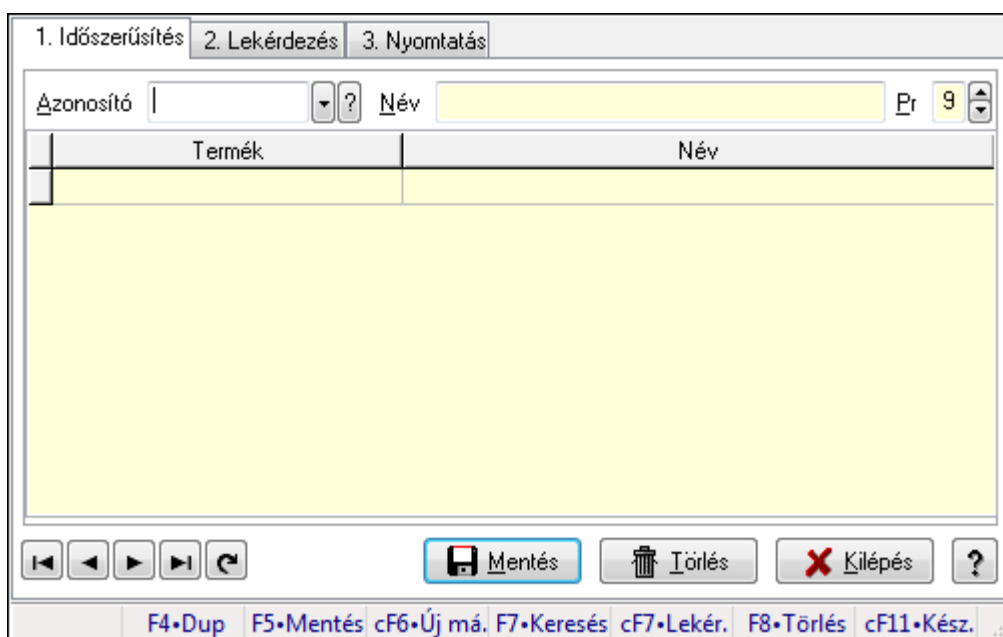 1. Időszerűsítés 2. Lekérdezés 3. Nyomtatás
Azonosító ? Név Pr 9
Termék Név
Mentés Törlés Kilépés ?
F4•Dup F5•Mentés cF6•Új má. F7•Keresés cF7•Lekér. F8•Törlés cF11•Kész.